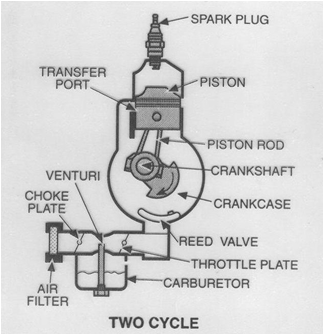 SPARK PLUG
TRANSFER
PORT
PISTON
PISTON ROD
VENTURI
CRANKSHAFT
CHOKE
PLATE
CRANKCASE
REED VALVE
THROTTLE PLATE
AIR
FILTER
CARBURETOR
TWO CYCLE